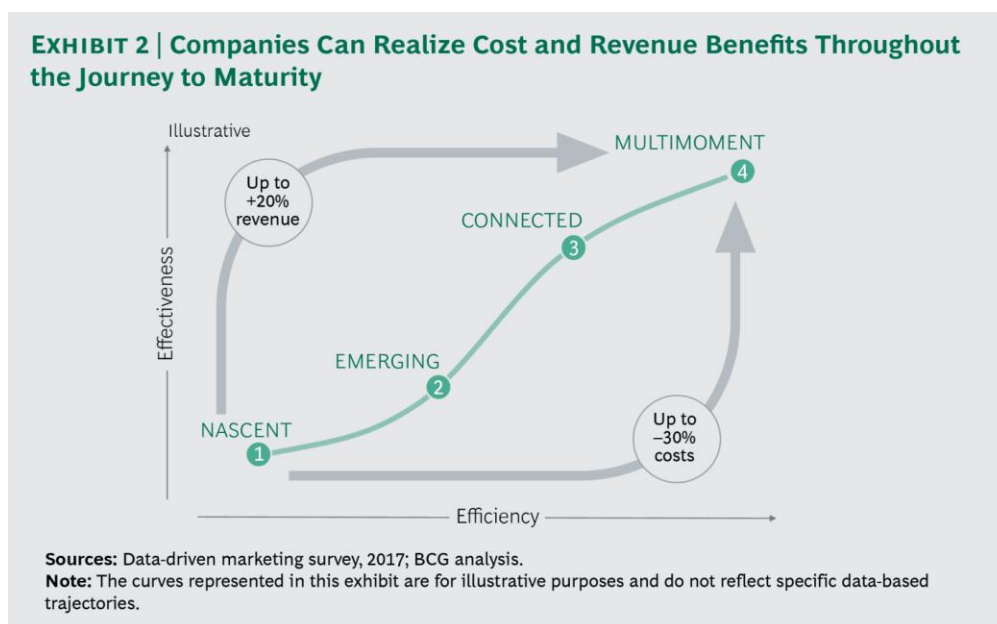 EXHIBIT 2 | Companies Can Realize Cost and Revenue Benefits Throughout
the Journey to Maturity
Illustrative
MULTIMOMENT
4
Up to
+20%
revenue
CONNECTED
3
Effectiveness
EMERGING
2
Up to
–30%
costs
NASCENT
1
Efficiency
Sources: Data-driven marketing survey, 2017; BCG analysis.
Note: The curves represented in this exhibit are for illustrative purposes and do not reflect specific data-based
trajectories.